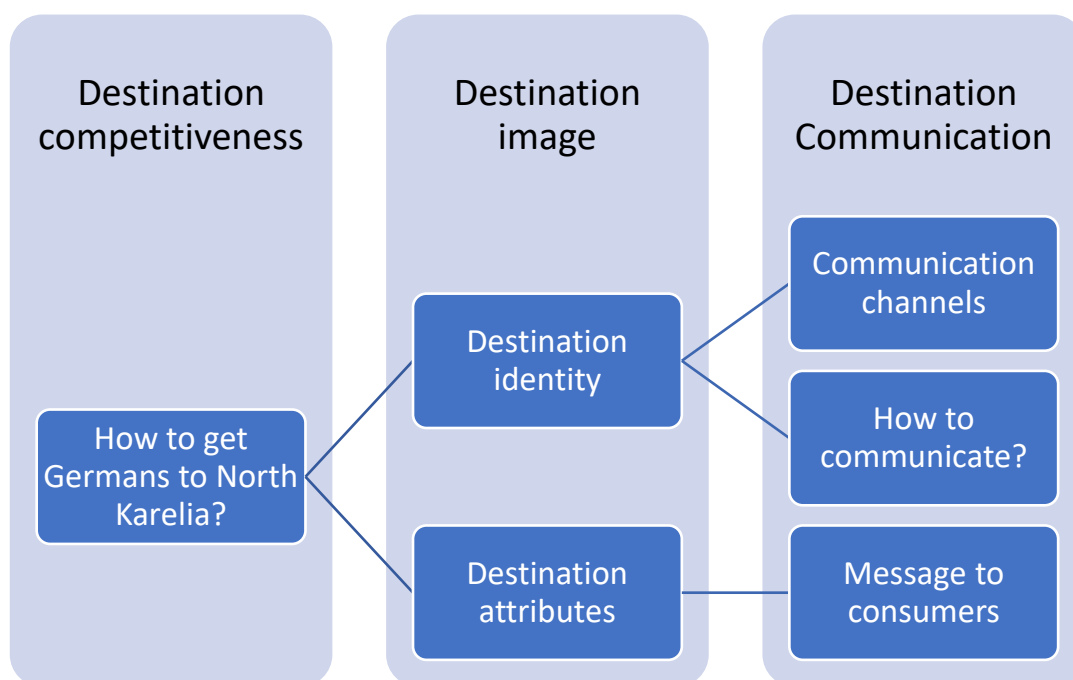 Destination
competitiveness
Destination
image
Destination
Communication
How to get
Germans to North
Karelia?
Destination
identity
Destination
attributes
Communication
channels
How to
communicate?
Message to
consumers